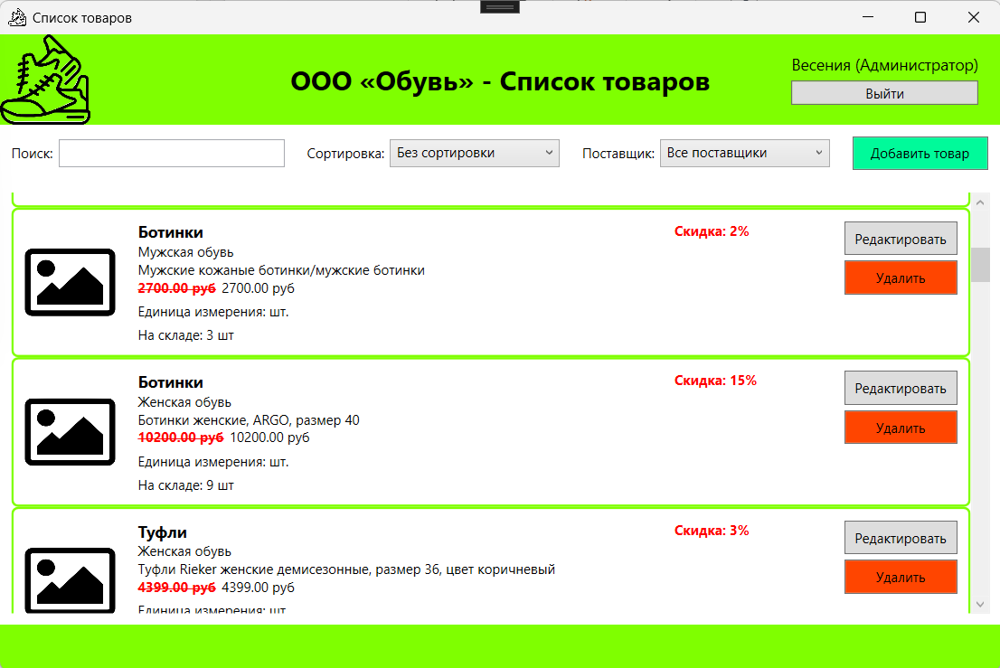 Список товаров
ООО «Обувь» - Список товаров
Весения (Администратор)
Выйти
Поиск: Сортировка: Без сортировки Поставщик: Все поставщики Добавить товар
Ботинки Скидка: 2% Редактировать
Мужская обувь
Мужские кожаные ботинки/мужские ботинки
2700.00 руб 2700.00 руб Удалить
Единица измерения: шт.
На складе: 3 шт
Ботинки Скидка: 15% Редактировать
Женская обувь
Ботинки женские, ARGO, размер 40
10200.00 руб 10200.00 руб Удалить
Единица измерения: шт.
На складе: 9 шт
Туфли Скидка: 3% Редактировать
Женская обувь
Туфли Rieker женские демисезонные, размер 36, цвет коричневый
4399.00 руб 4399.00 руб Удалить
Единица измерения: шт.